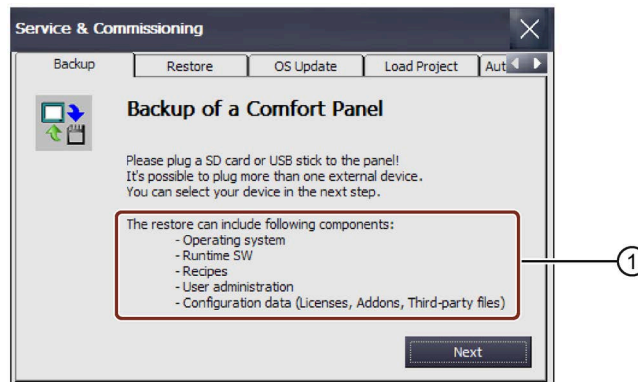 Service & Commissioning
Backup
Restore
OS Update
Load Project
Aut
Backup of a Comfort Panel
Please plug a SD card or USB stick to the panel!
It's possible to plug more than one external device.
You can select your device in the next step.
The restore can include following components:
- Operating system
- Runtime SW
- Recipes
- User administration
- Configuration data (Licenses, Addons, Third-party files)
1
Next